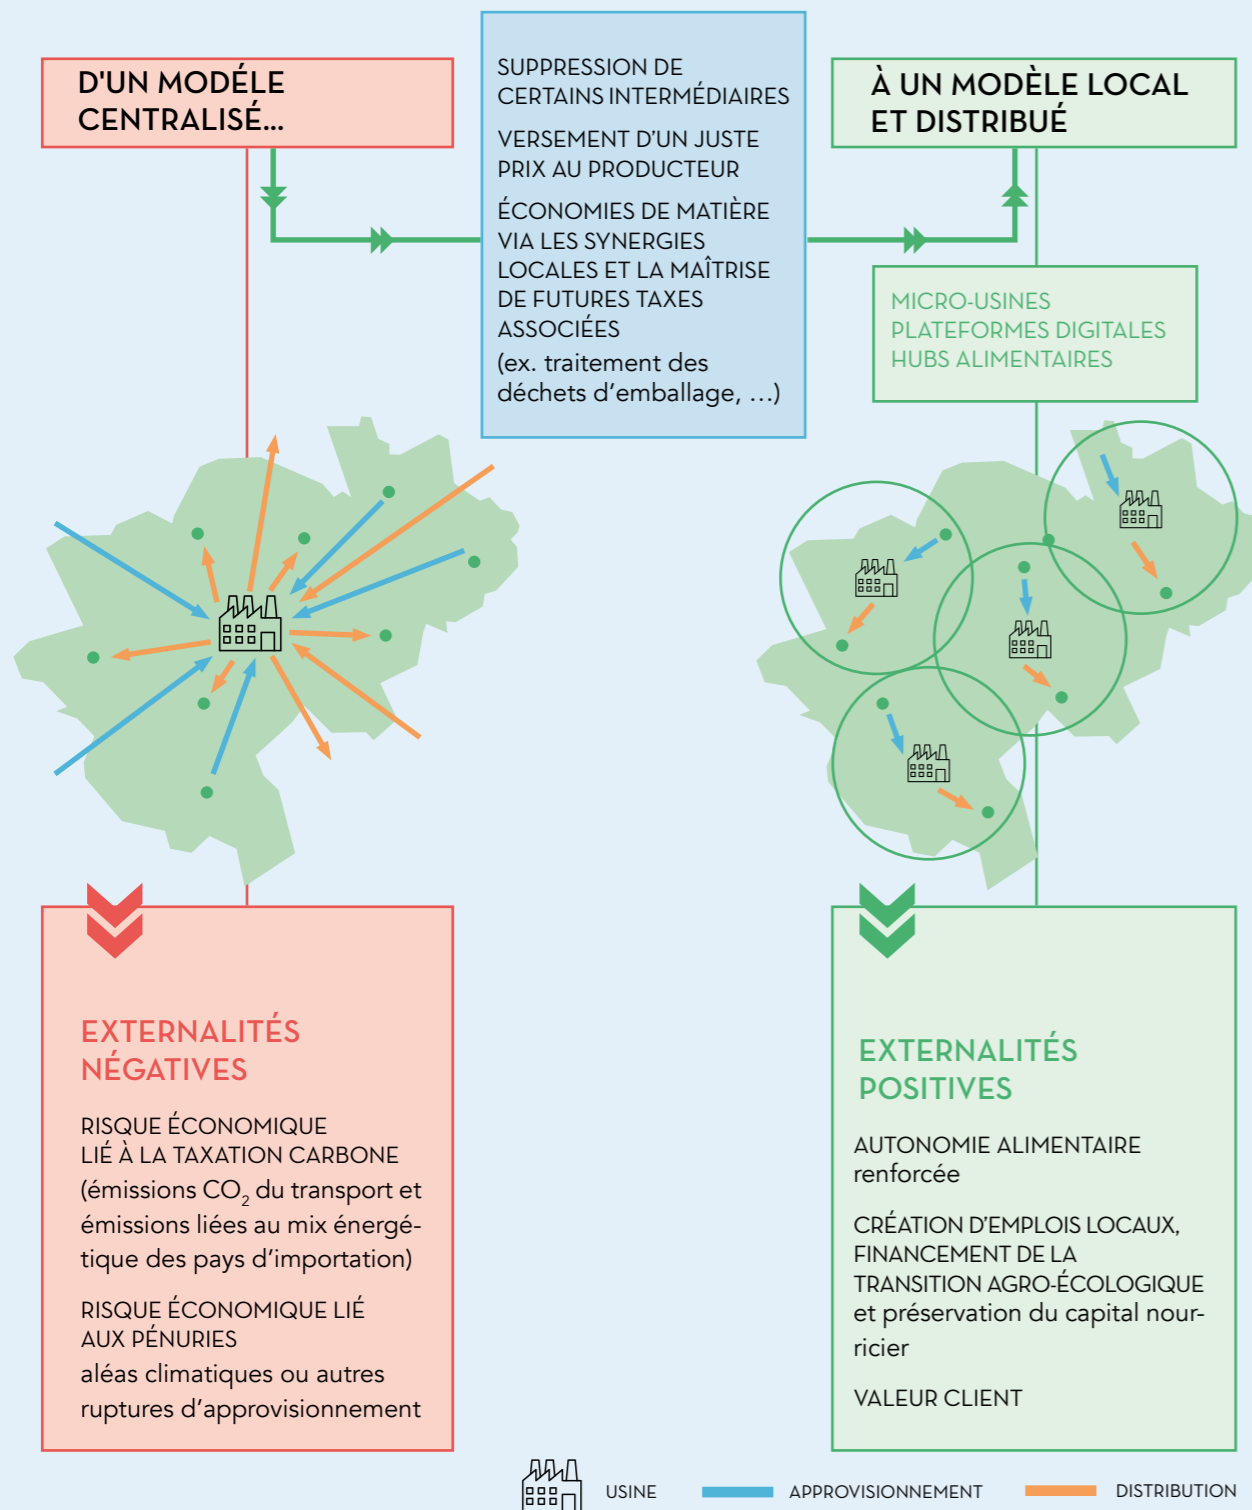 D'UN MODÉLE
CENTRALISÉ...
SUPPRESSION DE
CERTAINS INTERMÉDIAIRES
VERSEMENT D'UN JUSTE
PRIX AU PRODUCTEUR
ÉCONOMIES DE MATIÈRE
VIA LES SYNERGIES
LOCALES ET LA MAÎTRISE
DE FUTURES TAXES
ASSOCIÉES
(ex. traitement des
déchets d'emballage, …)
À UN MODÈLE LOCAL
ET DISTRIBUÉ
MICRO-USINES
PLATEFORMES DIGITALES
HUBS ALIMENTAIRES
EXTERNALITÉS
NÉGATIVES
RISQUE ÉCONOMIQUE
LIÉ À LA TAXATION CARBONE
(émissions CO₂ du transport et
émissions liées au mix énergé-
tique des pays d'importation)
RISQUE ÉCONOMIQUE LIÉ
AUX PÉNURIES
aléas climatiques ou autres
ruptures d'approvisionnement
EXTERNALITÉS
POSITIVES
AUTONOMIE ALIMENTAIRE
renforcée
CRÉATION D'EMPLOIS LOCAUX,
FINANCEMENT DE LA
TRANSITION AGRO-ÉCOLOGIQUE
et préservation du capital nour-
ricier
VALEUR CLIENT
USINE
APPROVISIONNEMENT
DISTRIBUTION